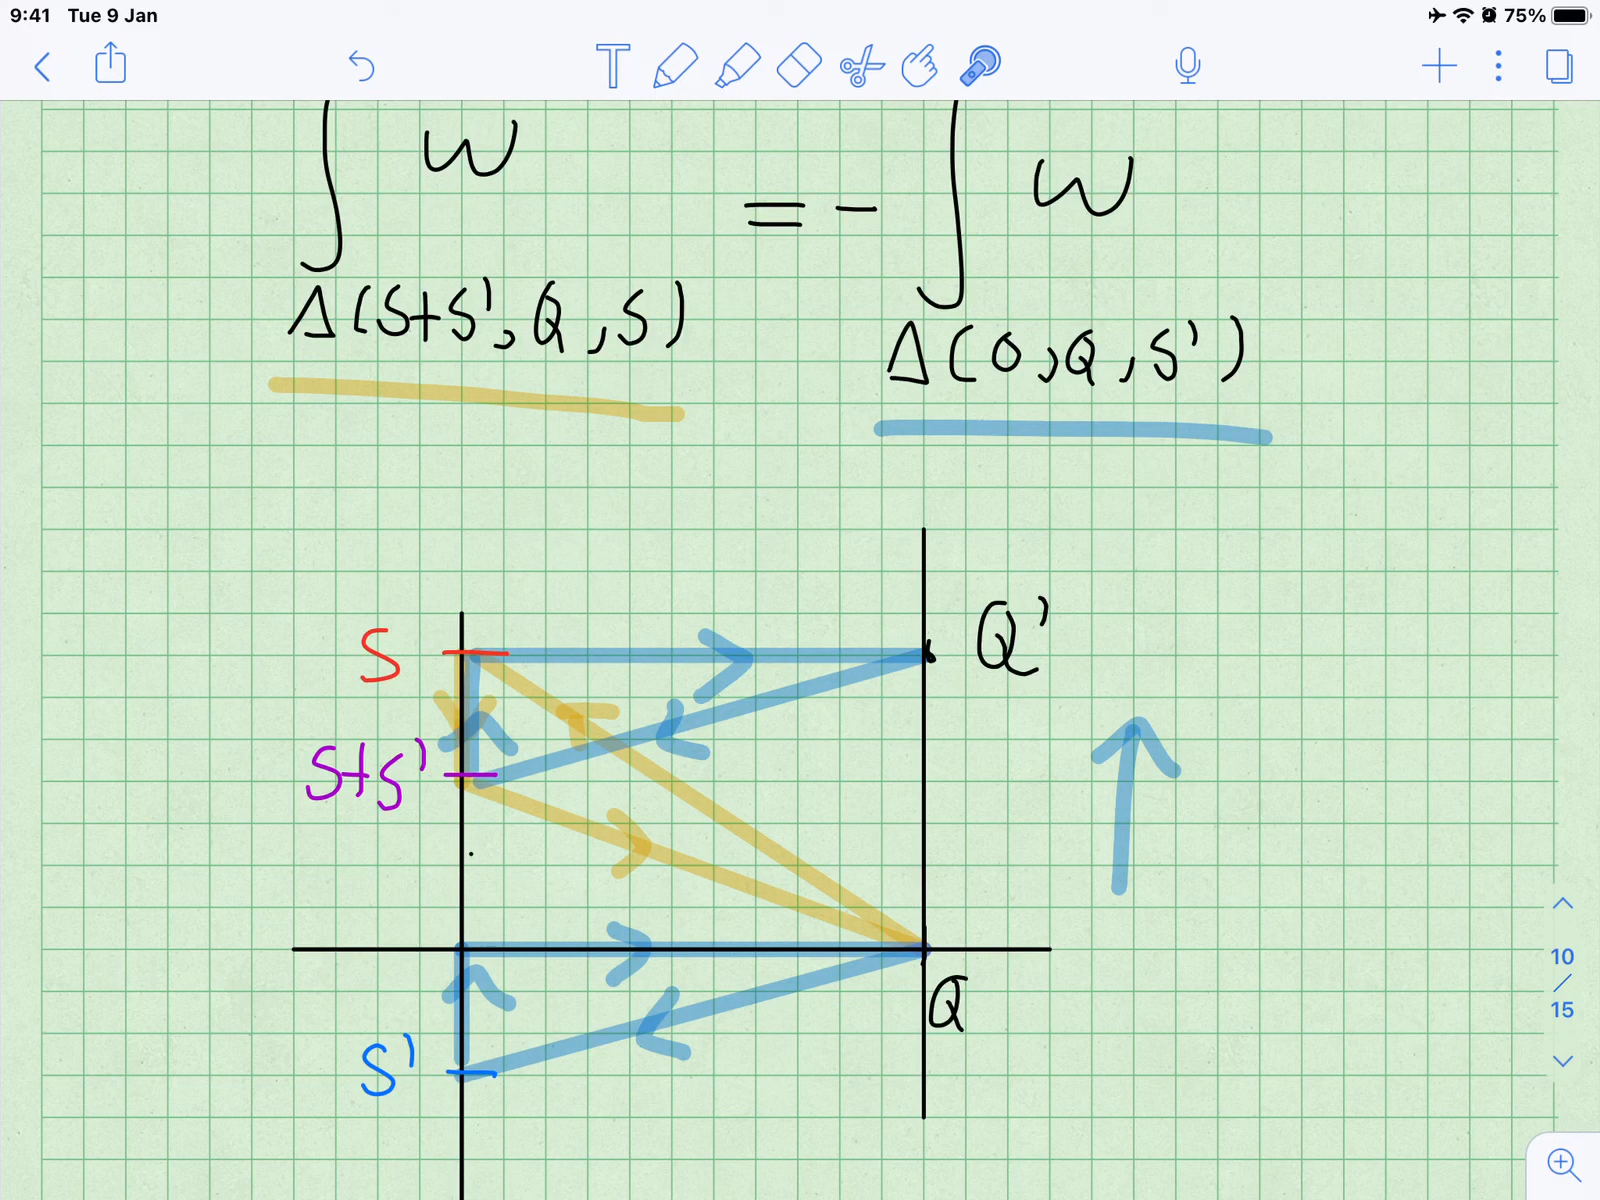 9:41 Tue 9 Jan 75%
T
∫ w = - ∫ w
Δ(S+S', Q, S) Δ(0, Q, S')
S Q'
S+S'
10
/
15
Q
S'